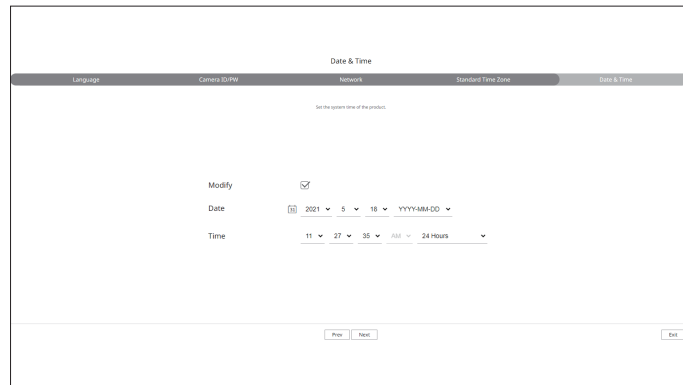 Date & Time
Language Camera ID/PW Network Standard Time Zone Date & Time
Set the system time of the product.
Modify
Date 31 2021 5 18 YYYY-MM-DD
Time 11 27 35 AM 24 Hours
Prev Next Exit